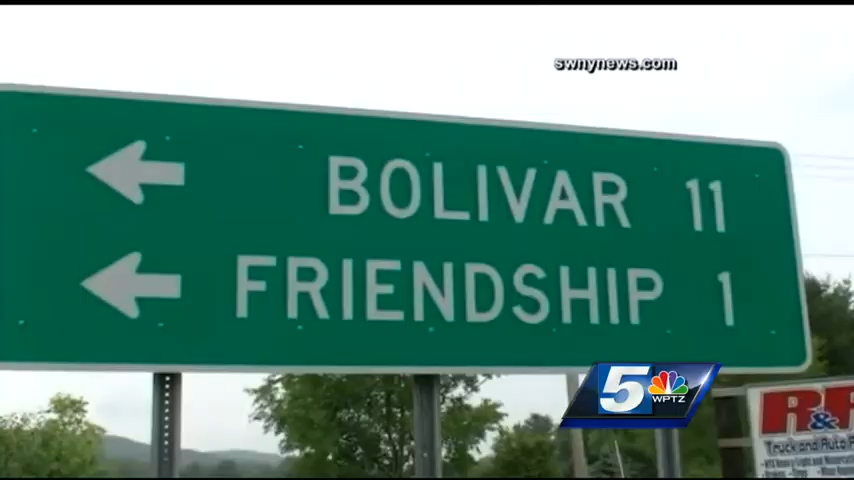 swnynews.com
BOLIVAR 11
FRIENDSHIP 1
5
WPTZ
R&R
Truck and Auto